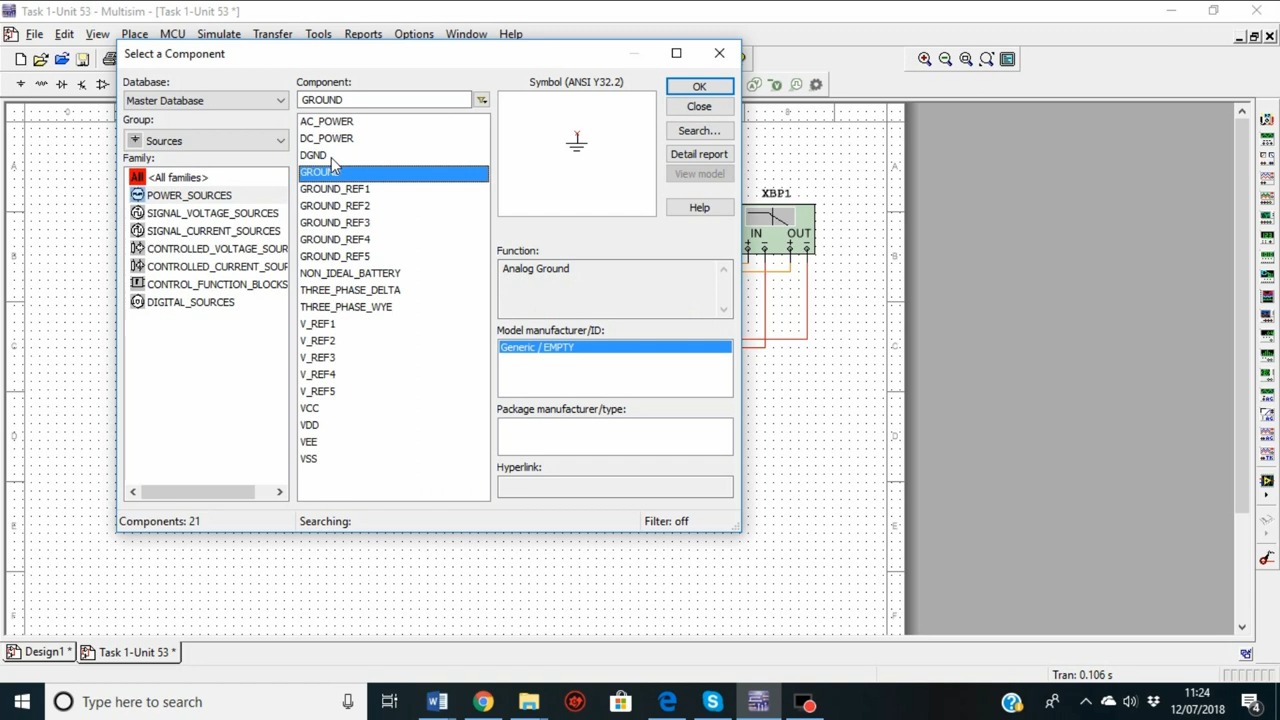 Task 1-Unit 53 - Multisim - [Task 1-Unit 53 *]
File Edit View Place MCU Simulate Transfer Tools Reports Options Window Help
Select a Component
Database:
Master Database
Group:
Sources
Family:
All <All families>
POWER_SOURCES
SIGNAL_VOLTAGE_SOURCES
SIGNAL_CURRENT_SOURCES
CONTROLLED_VOLTAGE_SOUR
CONTROLLED_CURRENT_SOUR
CONTROL_FUNCTION_BLOCKS
DIGITAL_SOURCES
Component:
GROUND
AC_POWER
DC_POWER
DGND
GROUND
GROUND_REF1
GROUND_REF2
GROUND_REF3
GROUND_REF4
GROUND_REF5
NON_IDEAL_BATTERY
THREE_PHASE_DELTA
THREE_PHASE_WYE
V_REF1
V_REF2
V_REF3
V_REF4
V_REF5
VCC
VDD
VEE
VSS
Symbol (ANSI Y32.2)
OK
Close
Search...
Detail report
View model
Help
Function:
Analog Ground
Model manufacturer/ID:
Generic / EMPTY
Package manufacturer/type:
Hyperlink:
Components: 21
Searching:
Filter: off
XBP1
IN OUT
A
B
C
D
E
F
A
B
C
D
E
F
Design1 *
Task 1-Unit 53 *
Tran: 0.106 s
Type here to search
11:24
12/07/2018
4